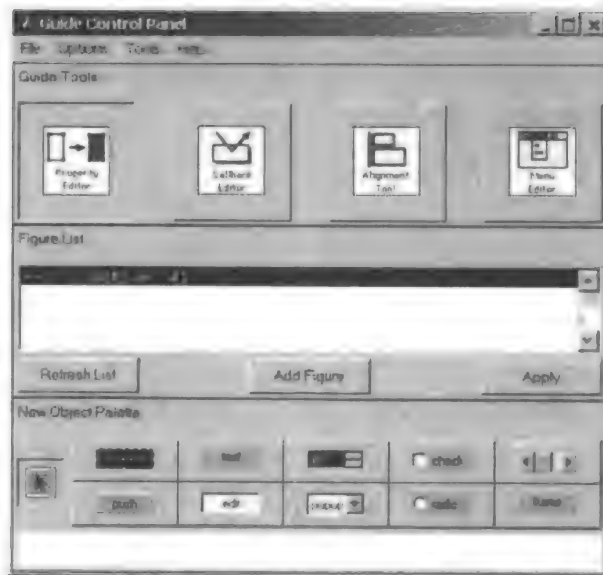 Guide Control Panel
File Options Tools Help
Guide Tools
Property Editor
Callback Editor
Alignment Tool
Menu Editor
Figure List
Refresh List Add Figure Apply
New Object Palette
text check
push edit popup radio frame